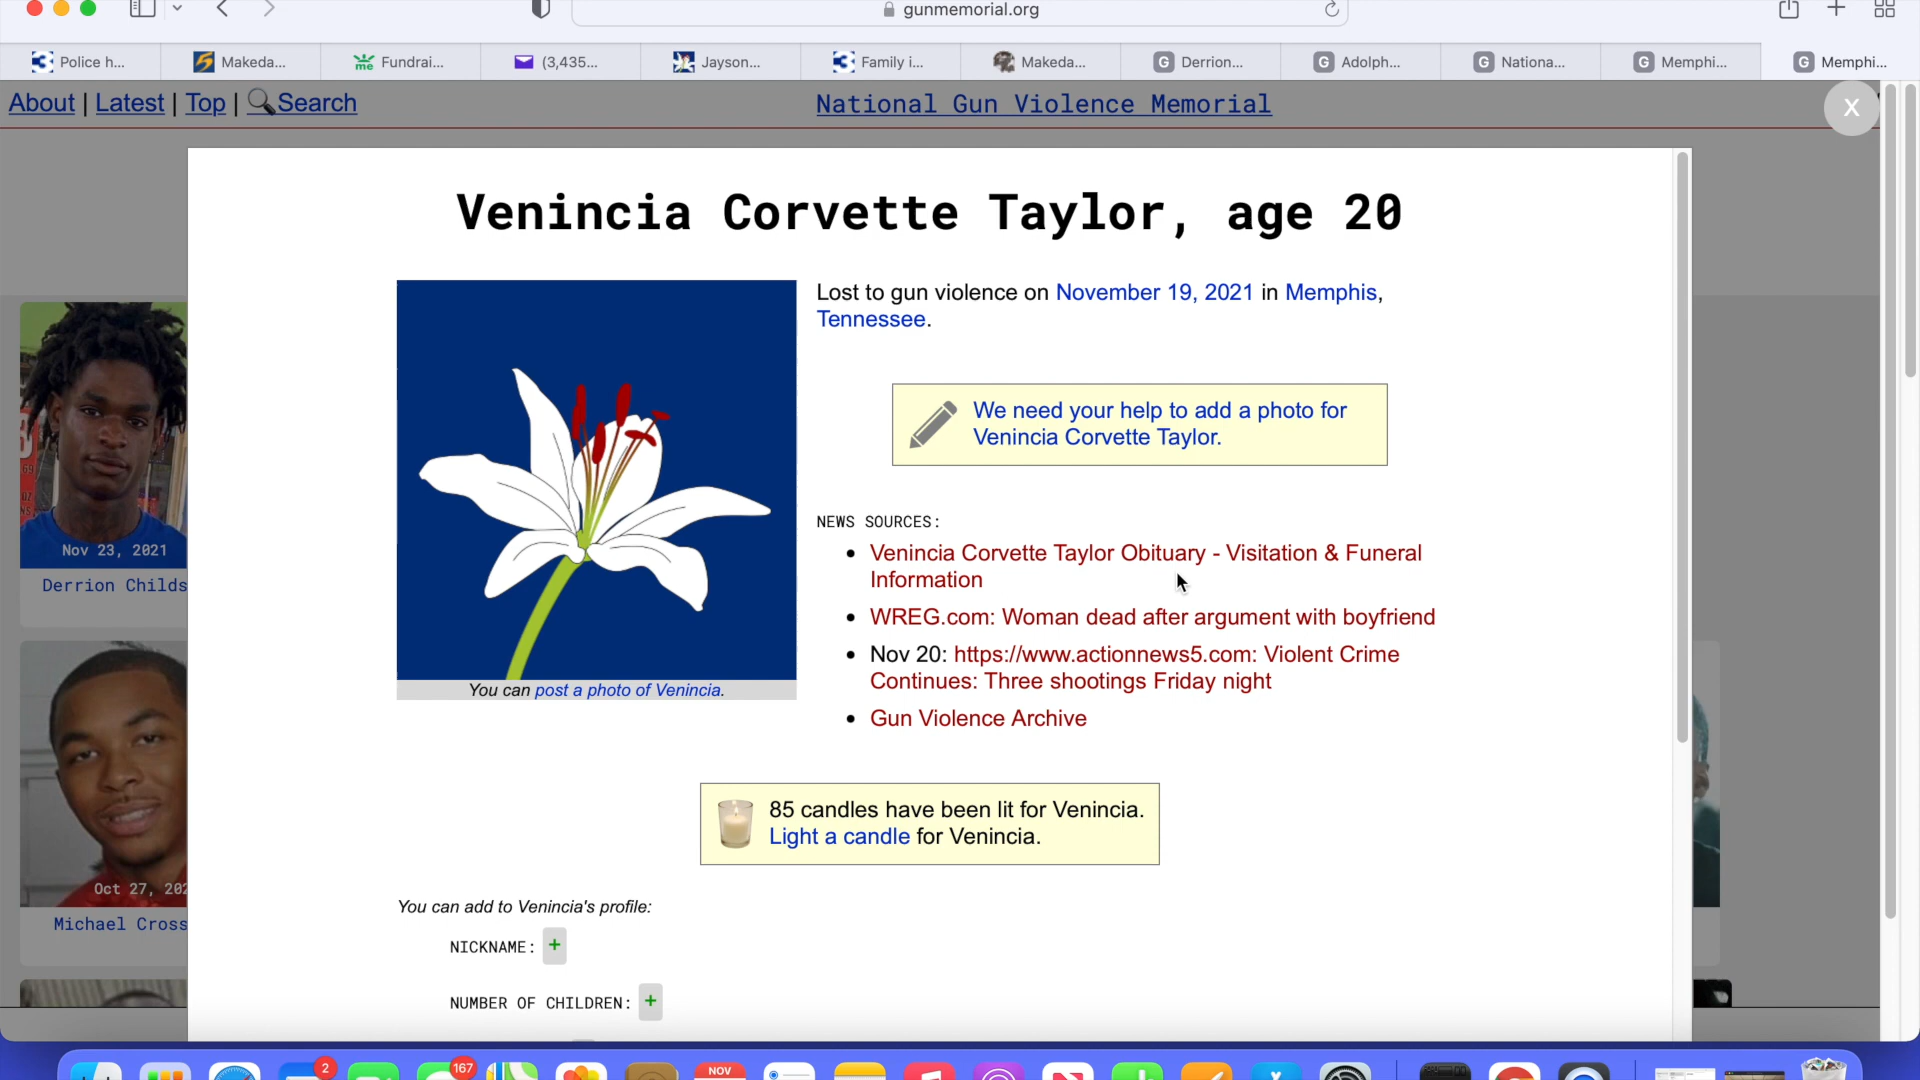 gunmemorial.org
Police h...
Makeda...
Fundrai...
(3,435...
Jayson...
Family i...
Makeda...
Derrion...
Adolph...
Nationa...
Memphi...
Memphi...
About | Latest | Top | Search
National Gun Violence Memorial
X
Venincia Corvette Taylor, age 20
Lost to gun violence on November 19, 2021 in Memphis,
Tennessee.
We need your help to add a photo for
Venincia Corvette Taylor.
NEWS SOURCES:
• Venincia Corvette Taylor Obituary - Visitation & Funeral
Information
• WREG.com: Woman dead after argument with boyfriend
• Nov 20: https://www.actionnews5.com: Violent Crime
Continues: Three shootings Friday night
• Gun Violence Archive
You can post a photo of Venincia.
85 candles have been lit for Venincia.
Light a candle for Venincia.
You can add to Venincia's profile:
NICKNAME: +
NUMBER OF CHILDREN: +
Nov 23, 2021
Derrion Childs
Oct 27, 202
Michael Cross
2
167
NOV